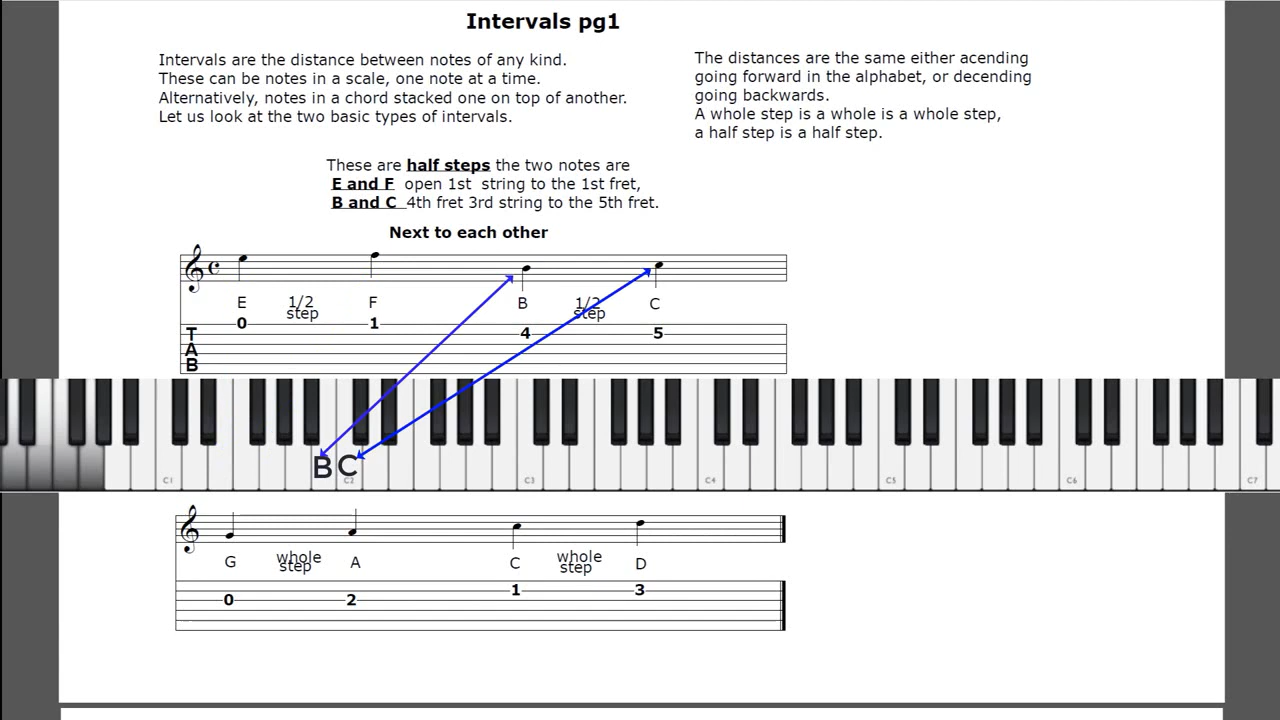 Intervals pg1
Intervals are the distance between notes of any kind.
These can be notes in a scale, one note at a time.
Alternatively, notes in a chord stacked one on top of another.
Let us look at the two basic types of intervals.
The distances are the same either acending
going forward in the alphabet, or decending
going backwards.
A whole step is a whole is a whole step,
a half step is a half step.
These are half steps the two notes are
E and F open 1st string to the 1st fret,
B and C 4th fret 3rd string to the 5th fret.
Next to each other
E 1/2 step F B 1/2 step C
0 1 4 5
T
A
B
B C
C1 C2 C3 C4 C5 C6 C7
G whole step A C whole step D
0 2 1 3